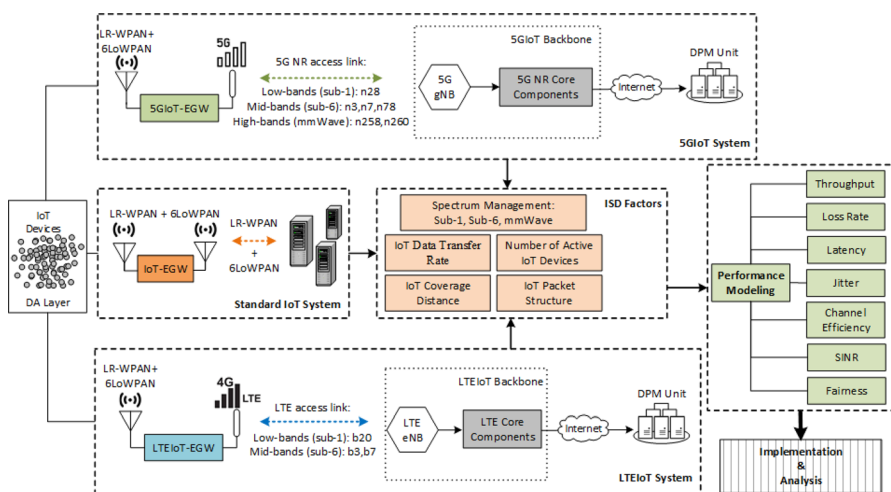 LR-WPAN+
6LoWPAN
5G
5GIoT-EGW
5G NR access link:
Low-bands (sub-1): n28
Mid-bands (sub-6): n3,n7,n78
High-bands (mmWave): n258,n260
5GIoT Backbone
5G
gNB
5G NR Core
Components
Internet
DPM Unit
5GIoT System
IoT
Devices
DA Layer
LR-WPAN + 6LoWPAN
IoT-EGW
LR-WPAN
+
6LoWPAN
Standard IoT System
Spectrum Management:
Sub-1, Sub-6, mmWave
ISD Factors
IoT Data Transfer
Rate
Number of Active
IoT Devices
IoT Coverage
Distance
IoT Packet
Structure
Performance
Modeling
Throughput
Loss Rate
Latency
Jitter
Channel
Efficiency
SINR
Fairness
LR-WPAN+
6LoWPAN
4G
LTE
LTEIoT-EGW
LTE access link:
Low-bands (sub-1): b20
Mid-bands (sub-6): b3,b7
LTEIoT Backbone
LTE
eNB
LTE Core
Components
Internet
DPM Unit
LTEIoT System
Implementation
&
Analysis